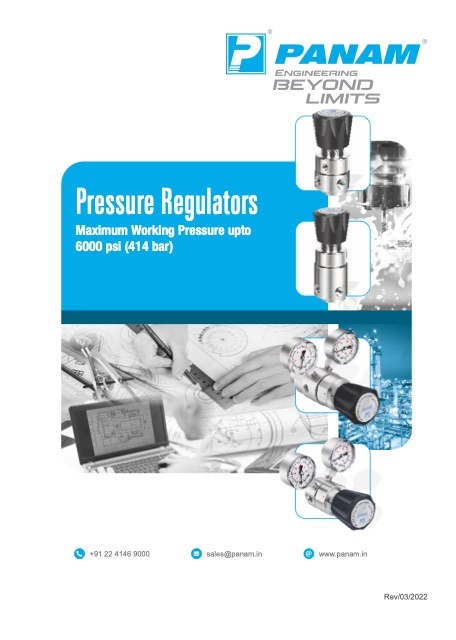 PANAM®
ENGINEERING
BEYOND
LIMITS
Pressure Regulators
Maximum Working Pressure upto
6000 psi (414 bar)
+91 22 4146 9000
sales@panam.in
www.panam.in
Rev/03/2022